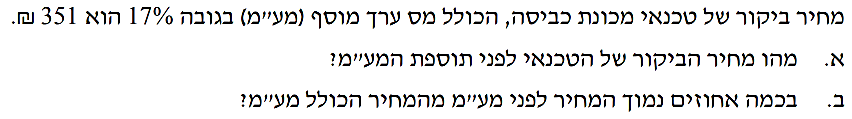 מחיר ביקור של טכנאי מכונת כביסה, הכולל מס ערך מוסף (מע״מ) בגובה 17% הוא 351 ₪.
א. מהו מחיר הביקור של הטכנאי לפני תוספת המע״מ?
ב. בכמה אחוזים נמוך המחיר לפני מע״מ מהמחיר הכולל מע״מ?